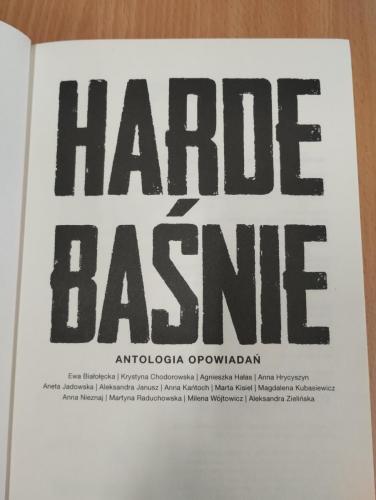 HARDE
BAŚNIE
ANTOLOGIA OPOWIADAŃ
Ewa Białołęcka | Krystyna Chodorowska | Agnieszka Hałas | Anna Hrycyszyn
Aneta Jadowska | Aleksandra Janusz | Anna Kańtoch | Marta Kisiel | Magdalena Kubasiewicz
Anna Nieznaj | Martyna Raduchowska | Milena Wójtowicz | Aleksandra Zielińska